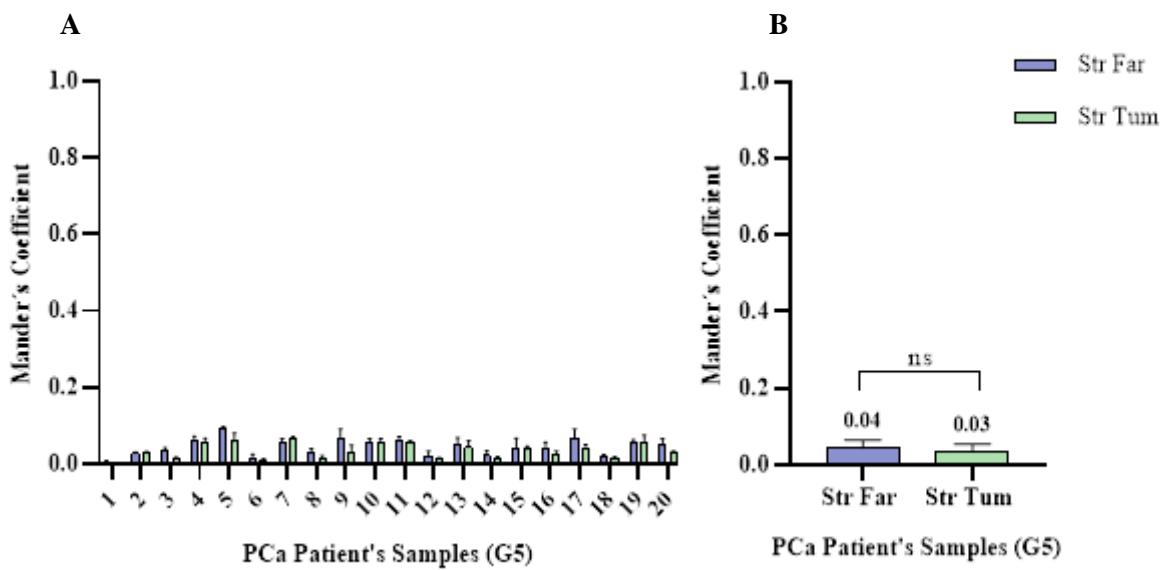 A
Mander´s Coefficient
1.0
0.8
0.6
0.4
0.2
0.0
1 2 3 4 5 6 7 8 9 10 11 12 13 14 15 16 17 18 19 20
PCa Patient's Samples (G5)
B
Str Far
Str Tum
Mander´s Coefficient
1.0
0.8
0.6
0.4
0.2
0.0
ns
0.04 0.03
Str Far Str Tum
PCa Patient's Samples (G5)